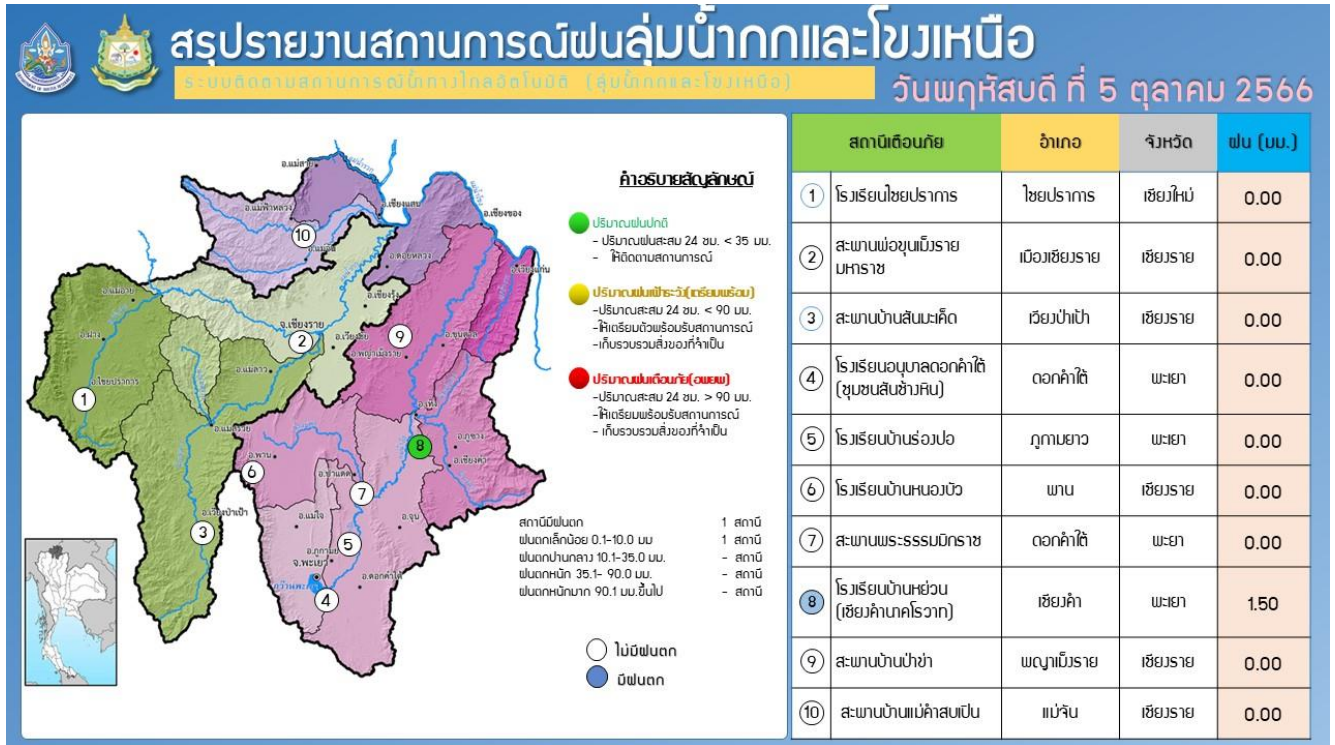 สรุปรายงานสถานการณ์ฝนลุ่มน้ำกกและโขงเหนือ
ระบบติดตามสถานการณ์น้ำทางไกลอัตโนมัติ (ลุ่มน้ำกกและโขงเหนือ)
วันพฤหัสบดี ที่ 5 ตุลาคม 2566
อ.แม่สาย
อ.แม่ฟ้าหลวง
อ.เชียงแสน
อ.เชียงของ
10
อ.แม่จัน
อ.ดอยหลวง
อ.เวียงแก่น
อ.แม่อาย
อ.เชียงรุ้ง
อ.ฝาง
จ.เชียงราย
2
9
อ.ขุนตาล
อ.พญาเม็งราย
อ.แม่ลาว
อ.ไชยปราการ
1
อ.เทิง
อ.แม่สรวย
8
อ.ภูซาง
อ.เชียงคำ
อ.พาน
6
อ.ป่าแดด
7
อ.เวียงป่าเป้า
3
อ.แม่ใจ
อ.จุน
5
อ.ภูกามยาว
จ.พะเยา
อ.ดอกคำใต้
กว๊านพะเยา
4
คำอธิบายสัญลักษณ์
ปริมาณฝนปกติ
- ปริมาณฝนสะสม 24 ชม. < 35 มม.
- ให้ติดตามสถานการณ์
ปริมาณฝนเฝ้าระวัง(เตรียมพร้อม)
-ปริมาณสะสม 24 ชม. < 90 มม.
-ให้เตรียมตัวพร้อมรับสถานการณ์
-เก็บรวบรวมสิ่งของที่จำเป็น
ปริมาณฝนเตือนภัย(อพยพ)
-ปริมาณสะสม 24 ชม. > 90 มม.
-ให้เตรียมพร้อมรับสถานการณ์
- เก็บรวบรวมสิ่งของที่จำเป็น
สถานีมีฝนตก 1 สถานี
ฝนตกเล็กน้อย 0.1-10.0 มม 1 สถานี
ฝนตกปานกลาง 10.1-35.0 มม. - สถานี
ฝนตกหนัก 35.1- 90.0 มม. - สถานี
ฝนตกหนักมาก 90.1 มม.ขึ้นไป - สถานี
ไม่มีฝนตก
มีฝนตก
สถานีเตือนภัย อำเภอ จังหวัด ฝน (มม.)
1 โรงเรียนไชยปราการ ไชยปราการ เชียงใหม่ 0.00
2 สะพานพ่อขุนเม็งราย มหาราช เมืองเชียงราย เชียงราย 0.00
3 สะพานบ้านสันมะเค็ด เวียงป่าเป้า เชียงราย 0.00
4 โรงเรียนอนุบาลดอกคำใต้ (ชุมชนสันช้างหิน) ดอกคำใต้ พะเยา 0.00
5 โรงเรียนบ้านร่องปอ ภูกามยาว พะเยา 0.00
6 โรงเรียนบ้านหนองบัว พาน เชียงราย 0.00
7 สะพานพระธรรมมิกราช ดอกคำใต้ พะเยา 0.00
8 โรงเรียนบ้านหย่วน (เชียงคำนาคโรวาท) เชียงคำ พะเยา 1.50
9 สะพานบ้านป่าข่า พญาเม็งราย เชียงราย 0.00
10 สะพานบ้านแม่คำสบเปิน แม่จัน เชียงราย 0.00